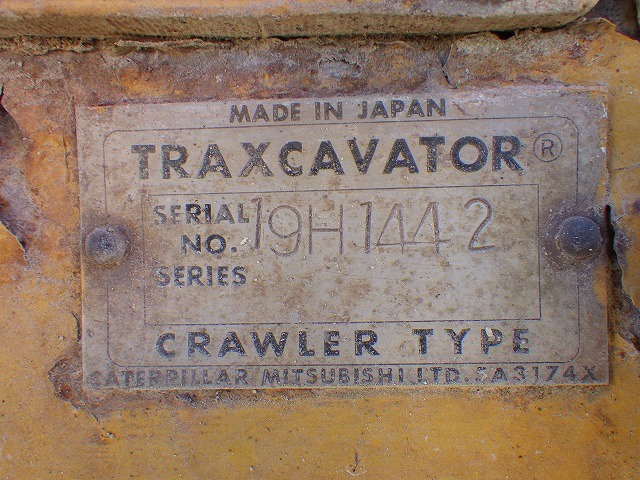 MADE IN JAPAN
TRAXCAVATOR®
SERIAL NO. 19H1442
SERIES
CRAWLER TYPE
CATERPILLAR MITSUBISHI LTD. 5A3174X